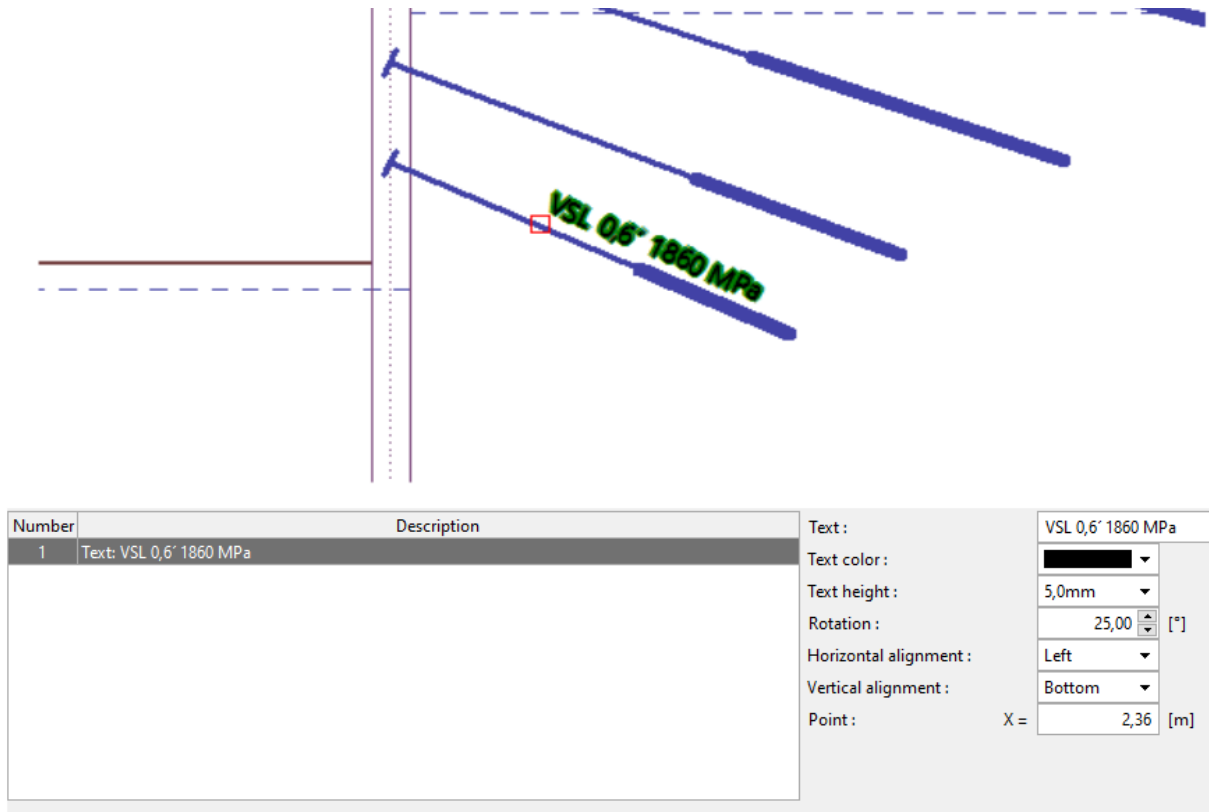 VSL 0,6´ 1860 MPa
Number Description
1 Text: VSL 0,6´ 1860 MPa
Text : VSL 0,6´ 1860 MPa
Text color :
Text height : 5,0mm
Rotation : 25,00 [°]
Horizontal alignment : Left
Vertical alignment : Bottom
Point : X = 2,36 [m]